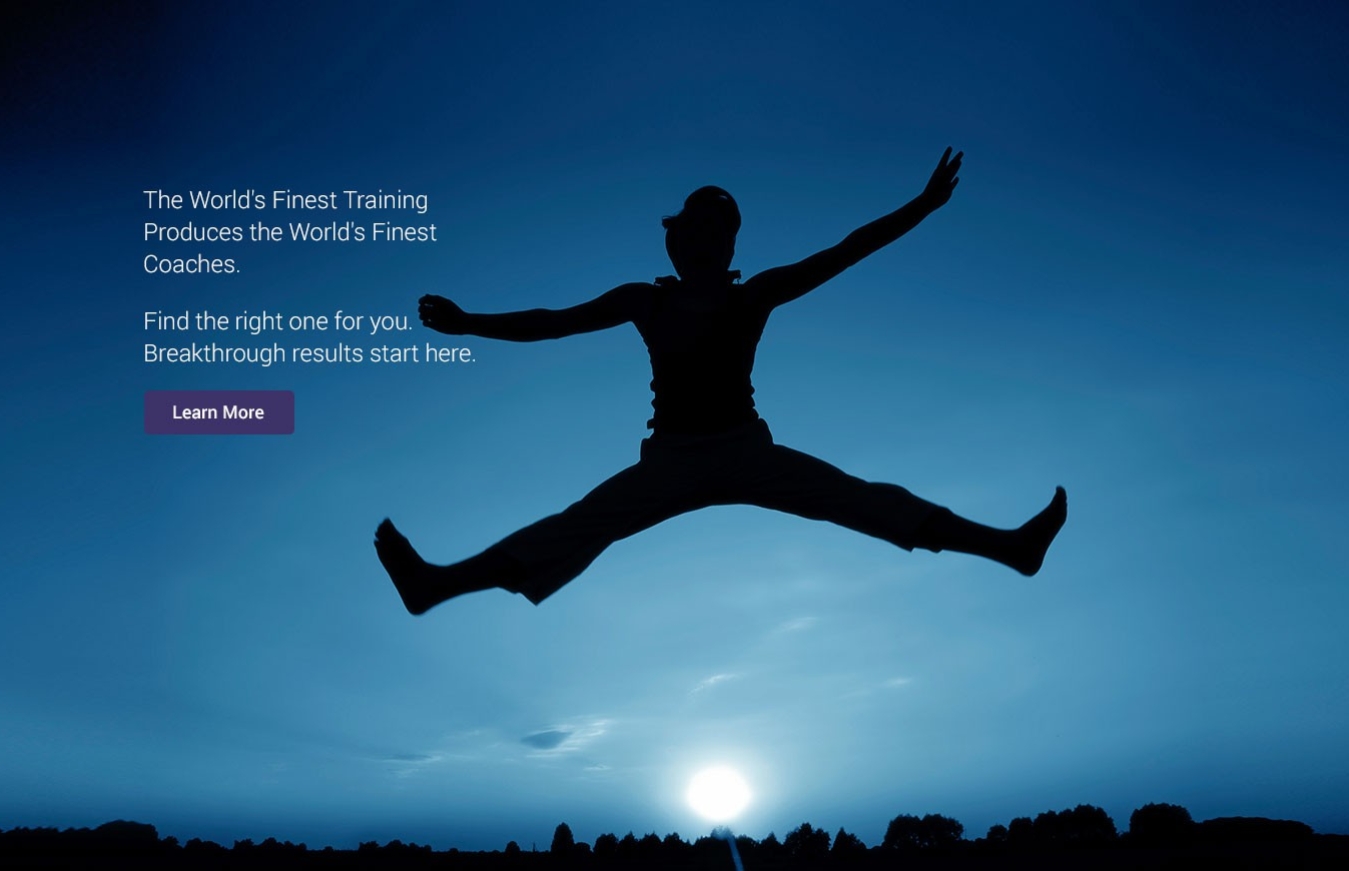 The World's Finest Training
Produces the World's Finest
Coaches.
Find the right one for you.
Breakthrough results start here.
Learn More